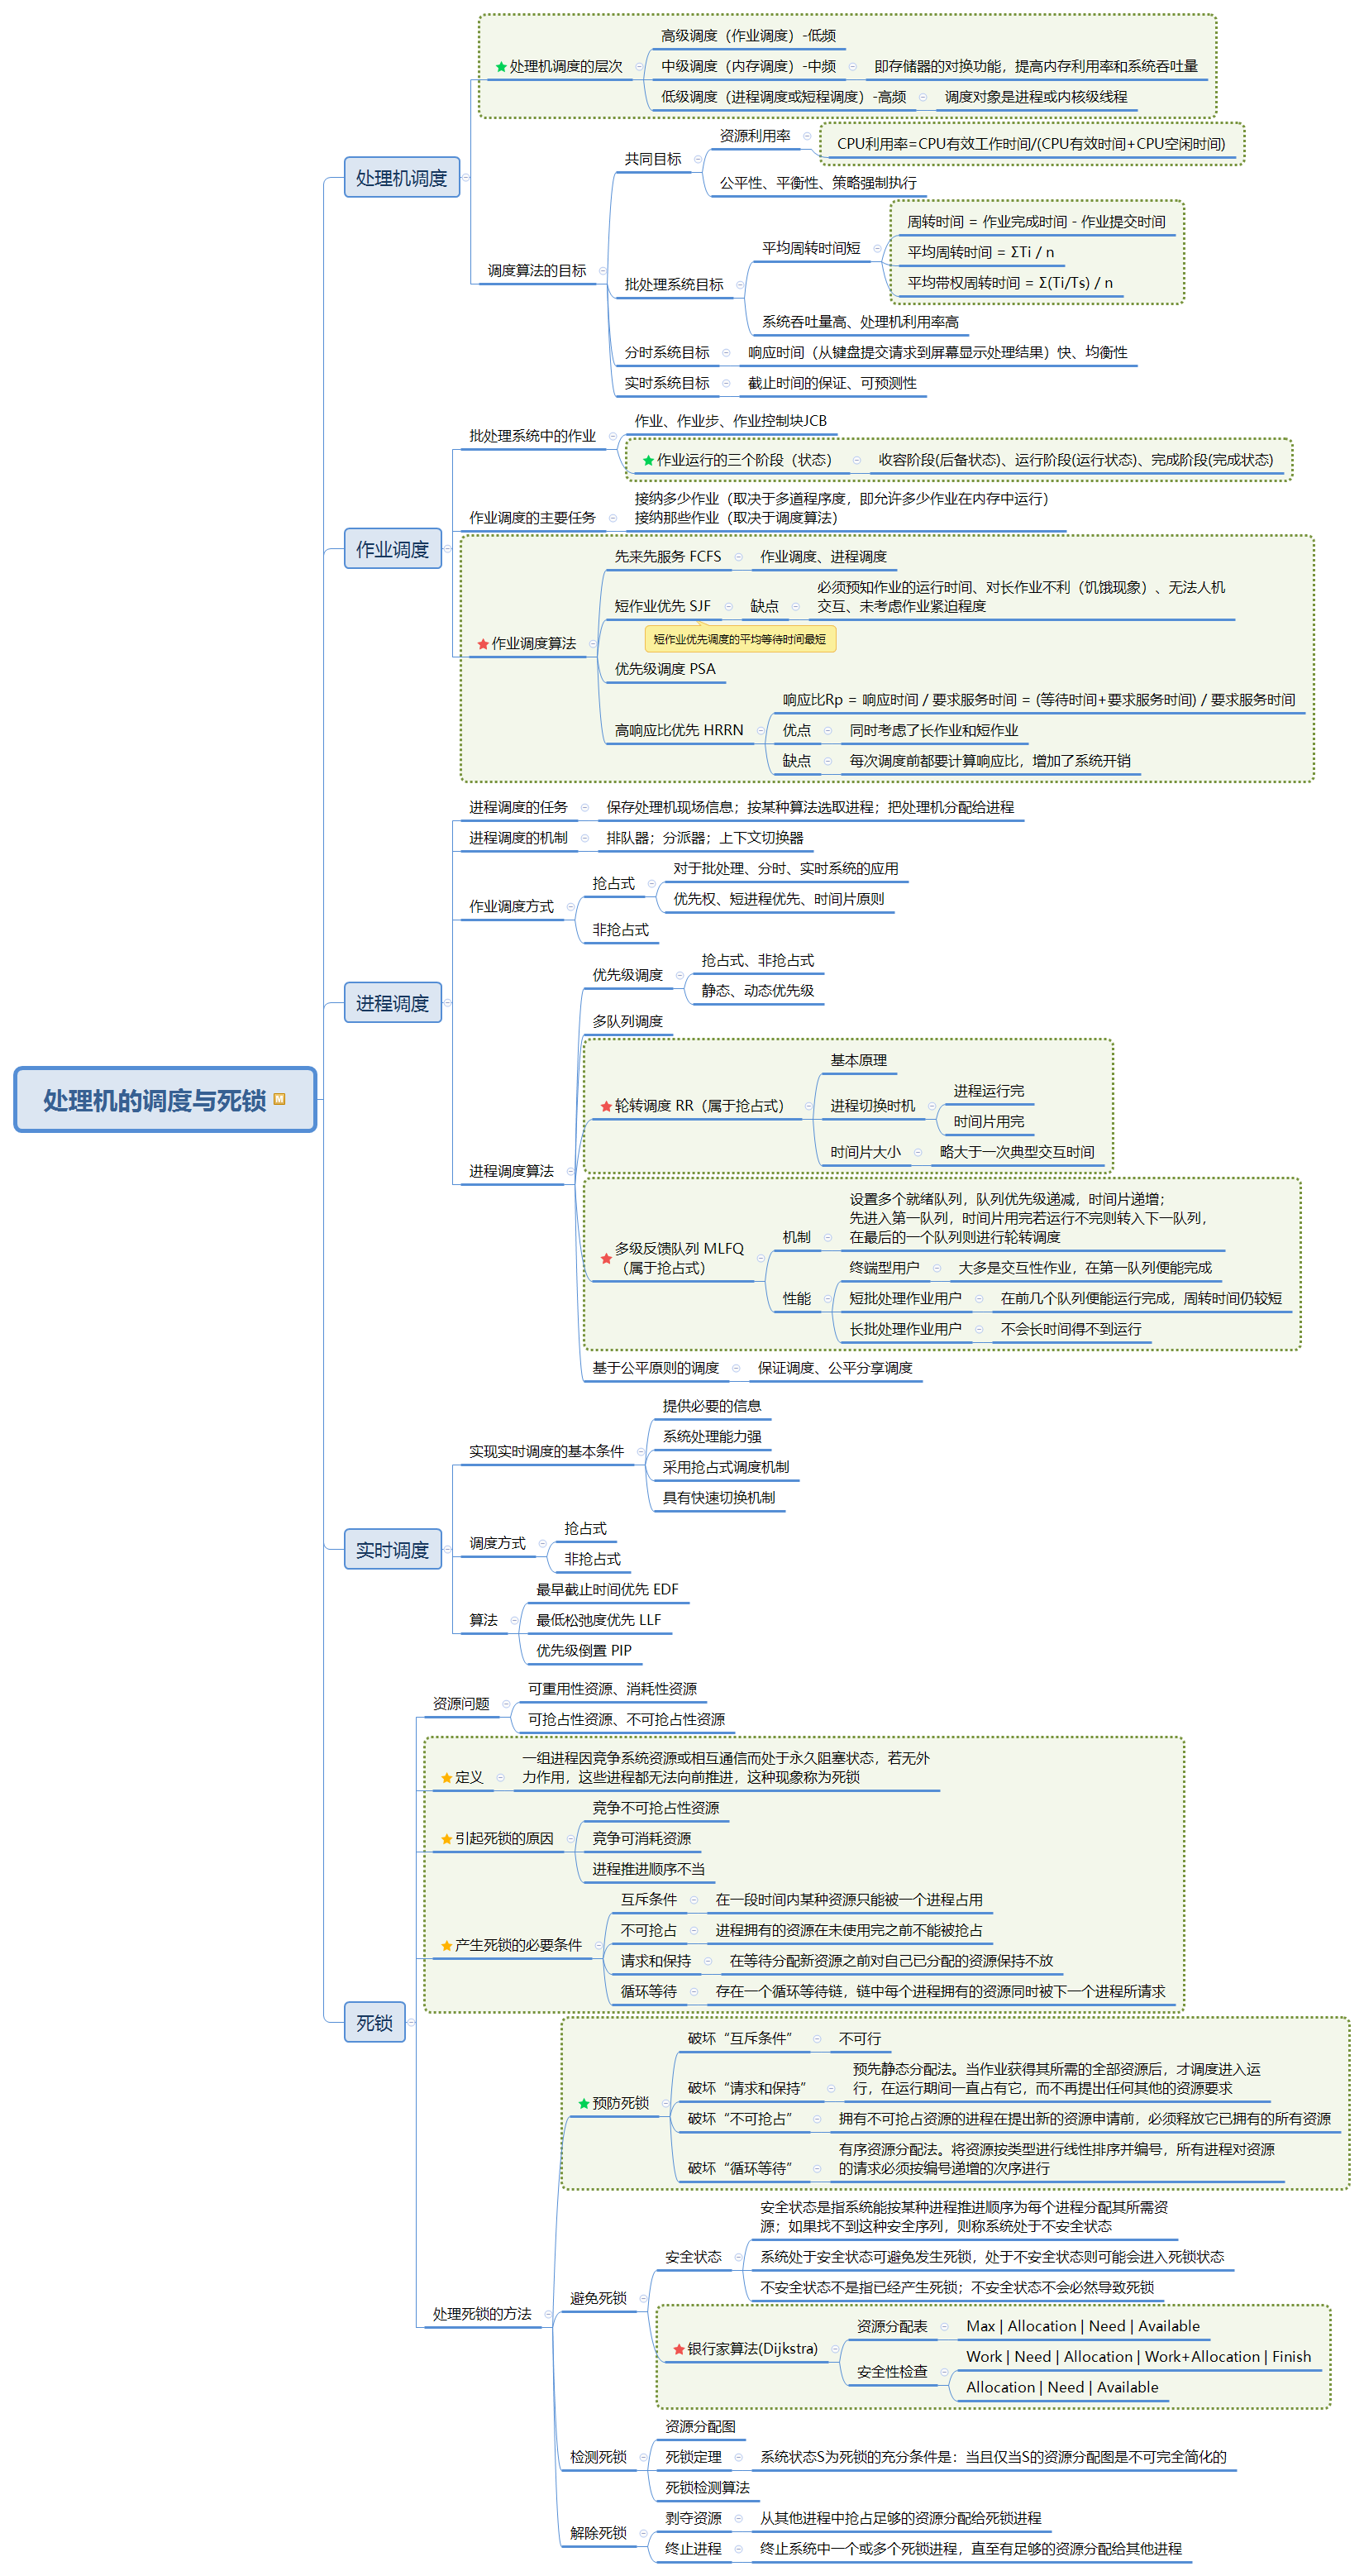 处理机的调度与死锁
处理机调度
处理机调度的层次
高级调度（作业调度）-低频
中级调度（内存调度）-中频
即存储器的对换功能，提高内存利用率和系统吞吐量
低级调度（进程调度或短程调度）-高频
调度对象是进程或内核级线程
调度算法的目标
共同目标
资源利用率
CPU利用率=CPU有效工作时间/(CPU有效时间+CPU空闲时间)
公平性、平衡性、策略强制执行
批处理系统目标
平均周转时间短
周转时间 = 作业完成时间 - 作业提交时间
平均周转时间 = ΣTi / n
平均带权周转时间 = Σ(Ti/Ts) / n
系统吞吐量高、处理机利用率高
分时系统目标
响应时间（从键盘提交请求到屏幕显示处理结果）快、均衡性
实时系统目标
截止时间的保证、可预测性
作业调度
批处理系统中的作业
作业、作业步、作业控制块JCB
作业运行的三个阶段（状态）
收容阶段(后备状态)、运行阶段(运行状态)、完成阶段(完成状态)
作业调度的主要任务
接纳多少作业（取决于多道程序度，即允许多少作业在内存中运行）
接纳那些作业（取决于调度算法）
作业调度算法
先来先服务 FCFS
作业调度、进程调度
短作业优先 SJF
缺点
必须预知作业的运行时间、对长作业不利（饥饿现象）、无法人机
交互、未考虑作业紧迫程度
短作业优先调度的平均等待时间最短
优先级调度 PSA
高响应比优先 HRRN
响应比Rp = 响应时间 / 要求服务时间 = (等待时间+要求服务时间) / 要求服务时间
优点
同时考虑了长作业和短作业
缺点
每次调度前都要计算响应比，增加了系统开销
进程调度
进程调度的任务
保存处理机现场信息；按某种算法选取进程；把处理机分配给进程
进程调度的机制
排队器；分派器；上下文切换器
作业调度方式
抢占式
对于批处理、分时、实时系统的应用
优先权、短进程优先、时间片原则
非抢占式
进程调度算法
优先级调度
抢占式、非抢占式
静态、动态优先级
多队列调度
轮转调度 RR（属于抢占式）
基本原理
进程切换时机
进程运行完
时间片用完
时间片大小
略大于一次典型交互时间
多级反馈队列 MLFQ
（属于抢占式）
机制
设置多个就绪队列，队列优先级递减，时间片递增；
先进入第一队列，时间片用完若运行不完则转入下一队列，
在最后的一个队列则进行轮转调度
性能
终端型用户
大多是交互性作业，在第一队列便能完成
短批处理作业用户
在前几个队列便能运行完成，周转时间仍较短
长批处理作业用户
不会长时间得不到运行
基于公平原则的调度
保证调度、公平分享调度
实时调度
实现实时调度的基本条件
提供必要的信息
系统处理能力强
采用抢占式调度机制
具有快速切换机制
调度方式
抢占式
非抢占式
算法
最早截止时间优先 EDF
最低松弛度优先 LLF
优先级倒置 PIP
死锁
资源问题
可重用性资源、消耗性资源
可抢占性资源、不可抢占性资源
定义
一组进程因竞争系统资源或相互通信而处于永久阻塞状态，若无外
力作用，这些进程都无法向前推进，这种现象称为死锁
引起死锁的原因
竞争不可抢占性资源
竞争可消耗资源
进程推进顺序不当
产生死锁的必要条件
互斥条件
在一段时间内某种资源只能被一个进程占用
不可抢占
进程拥有的资源在未使用完之前不能被抢占
请求和保持
在等待分配新资源之前对自己已分配的资源保持不放
循环等待
存在一个循环等待链，链中每个进程拥有的资源同时被下一个进程所请求
处理死锁的方法
预防死锁
破坏“互斥条件”
不可行
破坏“请求和保持”
预先静态分配法。当作业获得其所需的全部资源后，才调度进入运
行，在运行期间一直占有它，而不再提出任何其他的资源要求
破坏“不可抢占”
拥有不可抢占资源的进程在提出新的资源申请前，必须释放它已拥有的所有资源
破坏“循环等待”
有序资源分配法。将资源按类型进行线性排序并编号，所有进程对资源
的请求必须按编号递增的次序进行
避免死锁
安全状态
安全状态是指系统能按某种进程推进顺序为每个进程分配其所需资
源；如果找不到这种安全序列，则称系统处于不安全状态
系统处于安全状态可避免发生死锁，处于不安全状态则可能会进入死锁状态
不安全状态不是指已经产生死锁；不安全状态不会必然导致死锁
银行家算法(Dijkstra)
资源分配表
Max | Allocation | Need | Available
安全性检查
Work | Need | Allocation | Work+Allocation | Finish
Allocation | Need | Available
检测死锁
资源分配图
死锁定理
系统状态S为死锁的充分条件是：当且仅当S的资源分配图是不可完全简化的
死锁检测算法
解除死锁
剥夺资源
从其他进程中抢占足够的资源分配给死锁进程
终止进程
终止系统中一个或多个死锁进程，直至有足够的资源分配给其他进程